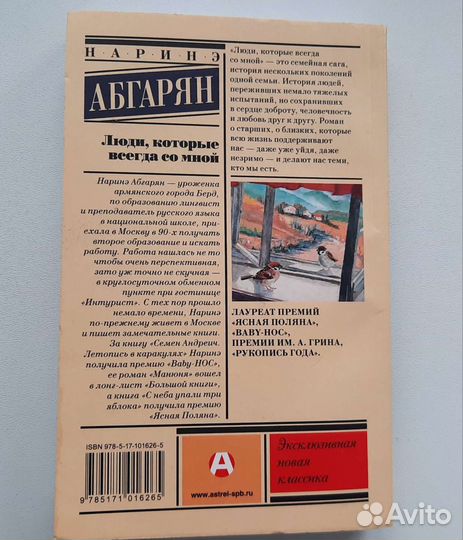 НАРИНЭ
АБГАРЯН
Люди, которые
всегда со мной
Наринэ Абгарян — уроженка
армянского города Берд,
по образованию лингвист
и преподаватель русского языка
в национальной школе, при-
ехала в Москву в 90-х получать
второе образование и искать
работу. Работа нашлась не то
чтобы очень перспективная,
зато уж точно не скучная —
в круглосуточном обменном
пункте при гостинице
«Интурист». С тех пор прошло
немало времени, Наринэ
по-прежнему живет в Москве
и пишет замечательные книги.
За книгу «Семен Андреич.
Летопись в каракулях» Наринэ
получила премию «Baby-НОС»,
ее роман «Манюня» вошел
в лонг-лист «Большой книги»,
а книга «С неба упали три
яблока» получила премию
«Ясная Поляна».
«Люди, которые всегда
со мной» — это семейная сага,
история нескольких поколений
одной семьи. История людей,
переживших немало тяжелых
испытаний, но сохранивших
в сердце доброту, человечность
и любовь друг к другу. Роман
о старших, о близких, которые
всю жизнь поддерживают
нас — даже уже уйдя, даже
незримо — и делают нас теми,
кто мы есть.
ЛАУРЕАТ ПРЕМИЙ
«ЯСНАЯ ПОЛЯНА»,
«BABY-НОС»,
ПРЕМИИ ИМ. А. ГРИНА,
«РУКОПИСЬ ГОДА».
ISBN 978-5-17-101626-5
9 785171 016265
А
www.astrel-spb.ru
Эксклюзивная
новая
классика
Avito